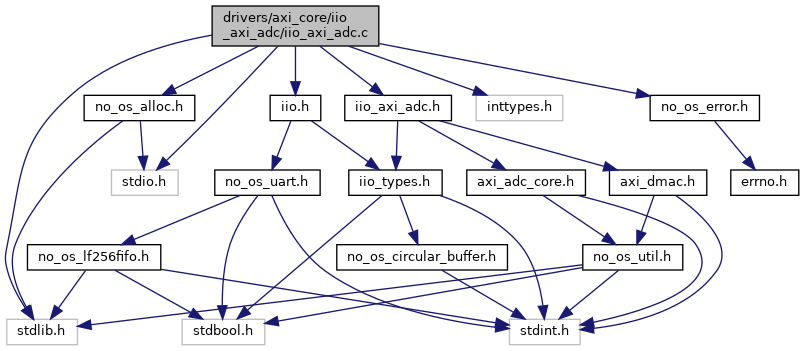 drivers/axi_core/iio
_axi_adc/iio_axi_adc.c
no_os_alloc.h
iio.h
iio_axi_adc.h
inttypes.h
no_os_error.h
stdio.h
no_os_uart.h
iio_types.h
axi_adc_core.h
axi_dmac.h
errno.h
no_os_lf256fifo.h
no_os_circular_buffer.h
no_os_util.h
stdlib.h
stdbool.h
stdint.h